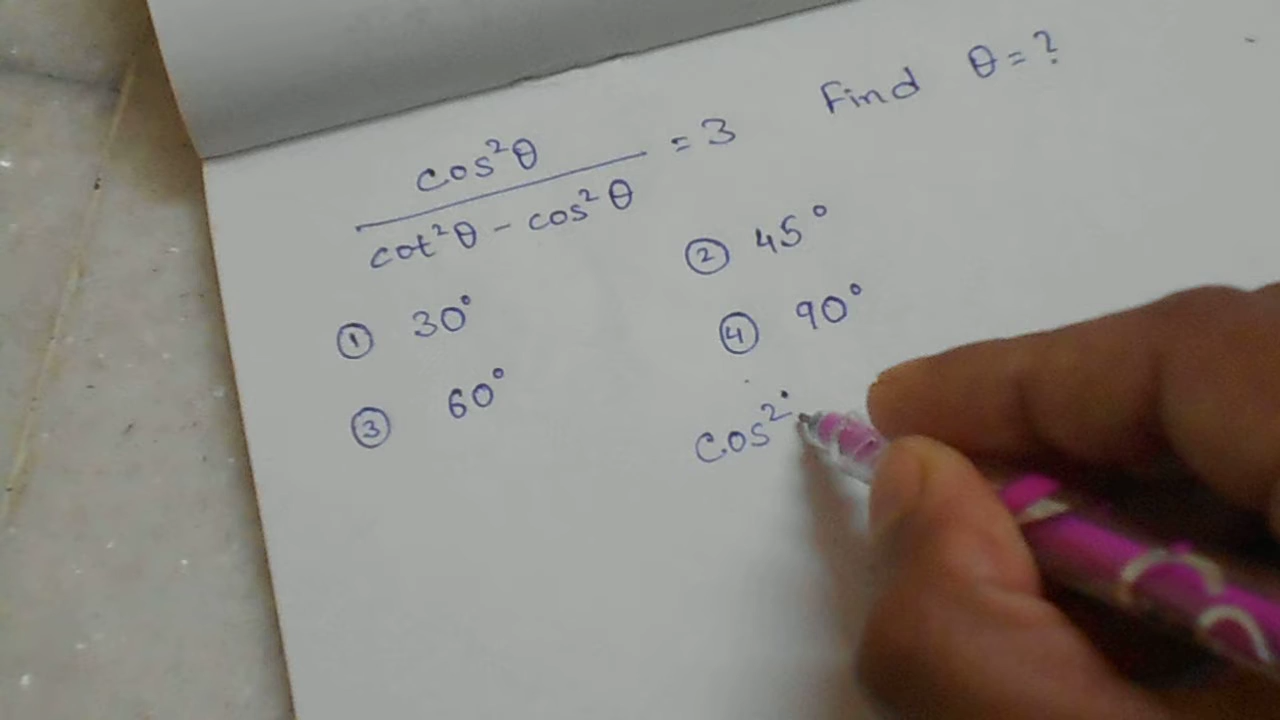 cos²θ / cot²θ - cos²θ = 3 Find θ = ?
① 30° ② 45°
③ 60° ④ 90°
cos²